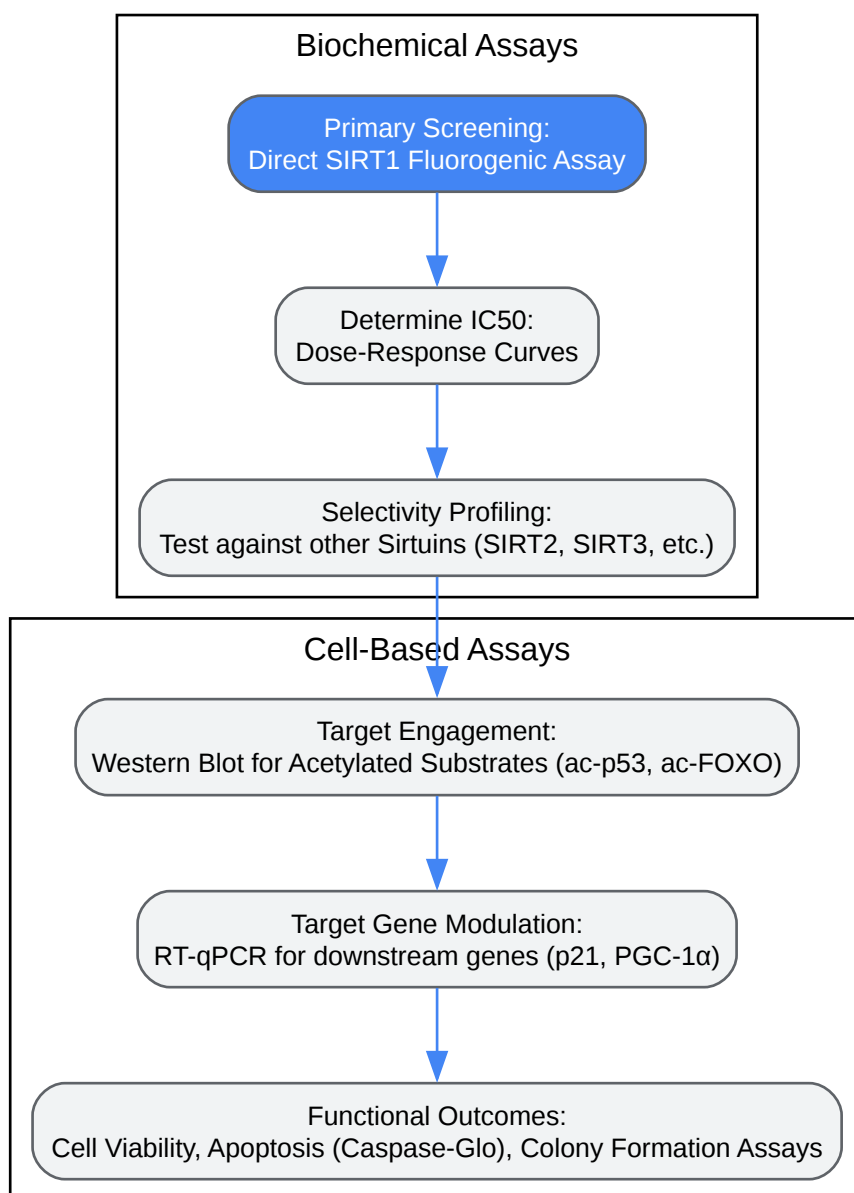 Biochemical Assays
Primary Screening:
Direct SIRT1 Fluorogenic Assay
Determine IC50:
Dose-Response Curves
Selectivity Profiling:
Test against other Sirtuins (SIRT2, SIRT3, etc.)
Cell-Based Assays
Target Engagement:
Western Blot for Acetylated Substrates (ac-p53, ac-FOXO)
Target Gene Modulation:
RT-qPCR for downstream genes (p21, PGC-1α)
Functional Outcomes:
Cell Viability, Apoptosis (Caspase-Glo), Colony Formation Assays